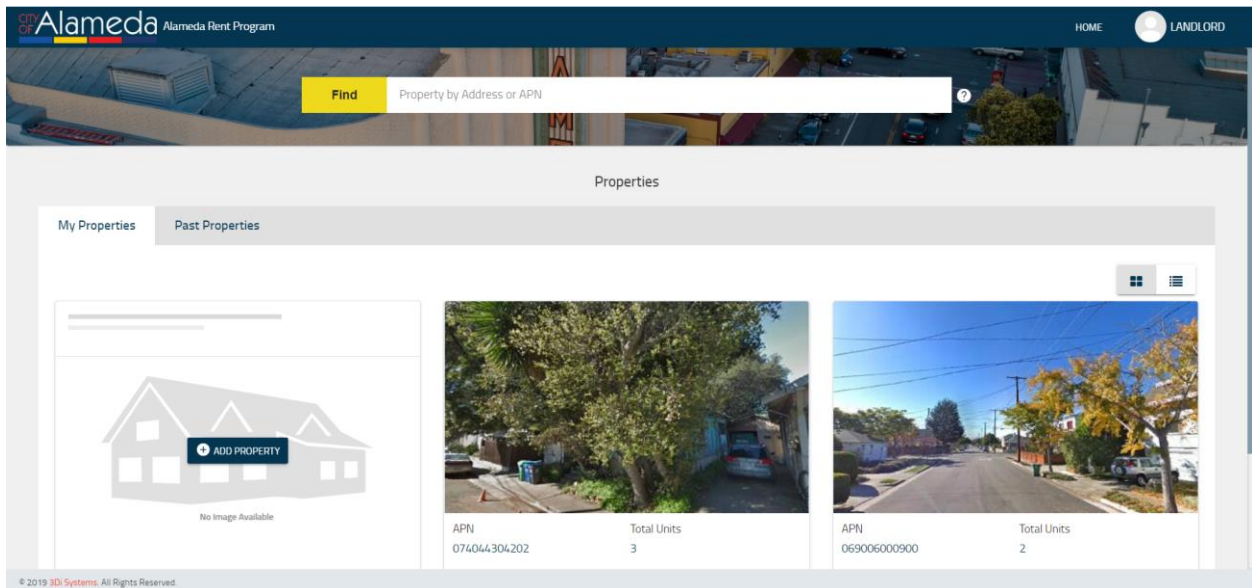 CITY OF Alameda Alameda Rent Program HOME LANDLORD
Find Property by Address or APN ?
Properties
My Properties Past Properties
ADD PROPERTY
No Image Available
APN Total Units
074044304202 3
APN Total Units
069006000900 2
© 2019 3Di Systems. All Rights Reserved.